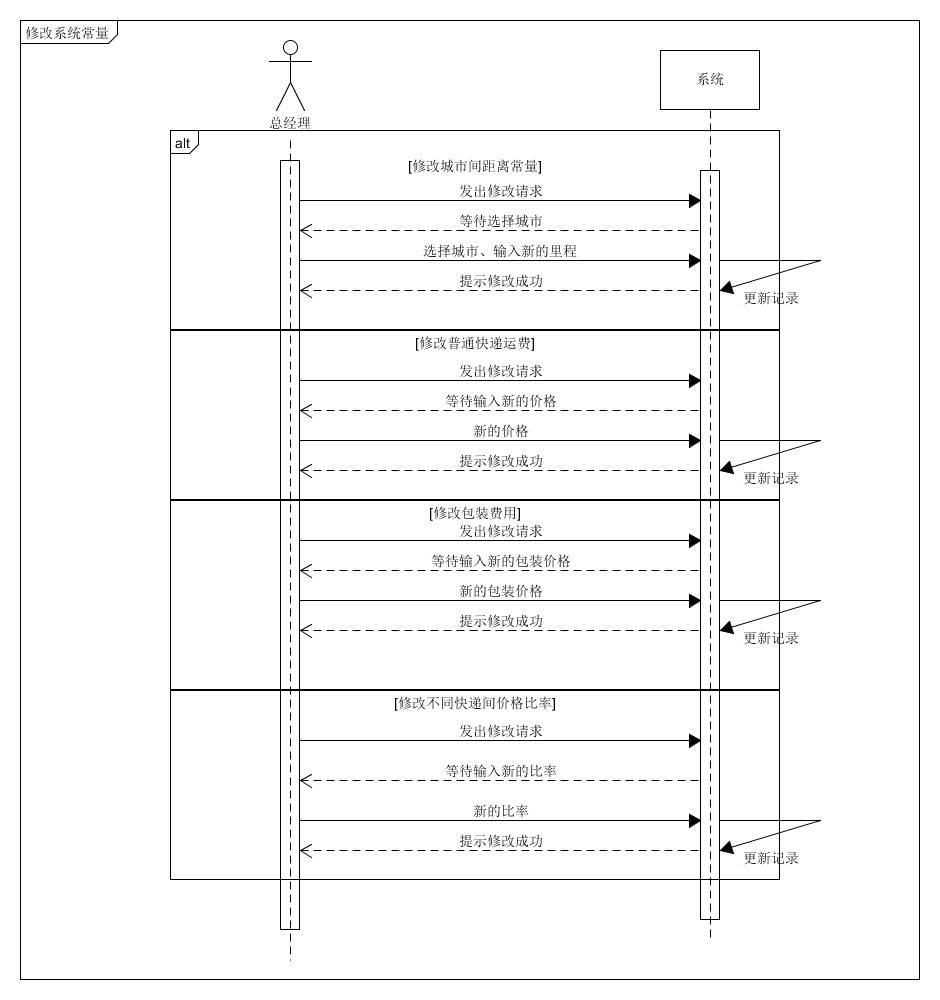 修改系统常量
系统
总经理
alt
[修改城市间距离常量]
发出修改请求
等待选择城市
选择城市、输入新的里程
提示修改成功
更新记录
[修改普通快递运费]
发出修改请求
等待输入新的价格
新的价格
提示修改成功
更新记录
[修改包装费用]
发出修改请求
等待输入新的包装价格
新的包装价格
提示修改成功
更新记录
[修改不同快递间价格比率]
发出修改请求
等待输入新的比率
新的比率
提示修改成功
更新记录